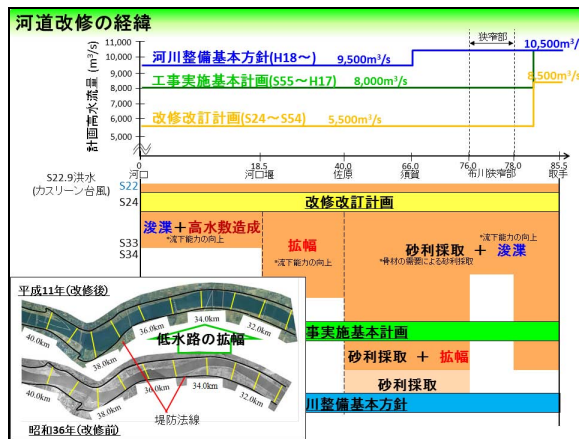 河道改修の経緯
計画高水流量 (m³/s)
11,000
10,000
9,000
8,000
7,000
6,000
5,000
狭窄部
10,500m³/s
河川整備基本方針(H18～)
9,500m³/s
8,500m³/s
工事実施基本計画(S55～H17)
8,000m³/s
改修改訂計画(S24～S54)
5,500m³/s
0
18.5
40.0
66.0
76.0
78.0
85.5
河口
河口堰
佐原
須賀
布川狭窄部
取手
S22.9洪水
(カスリーン台風)
S22
S24
改修改訂計画
浚渫＋高水敷造成
*流下能力の向上
拡幅
*流下能力の向上
砂利採取 ＋ 浚渫
*流下能力の向上
*骨材の需要による砂利採取
S33
S34
平成11年(改修後)
40.0km
38.0km
36.0km
34.0km
32.0km
低水路の拡幅
40.0km
38.0km
36.0km
34.0km
32.0km
堤防法線
昭和36年(改修前)
事実施基本計画
砂利採取 ＋ 拡幅
砂利採取
川整備基本方針